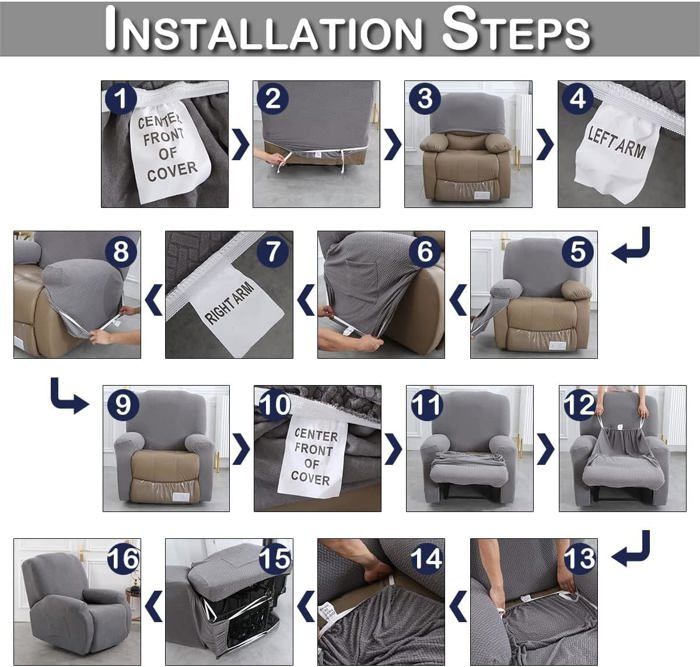 INSTALLATION STEPS
1
CENTER
FRONT
OF
COVER
2
3
4
LEFT ARM
5
6
7
RIGHT ARM
8
9
10
CENTER
FRONT
OF
COVER
11
12
13
14
15
16